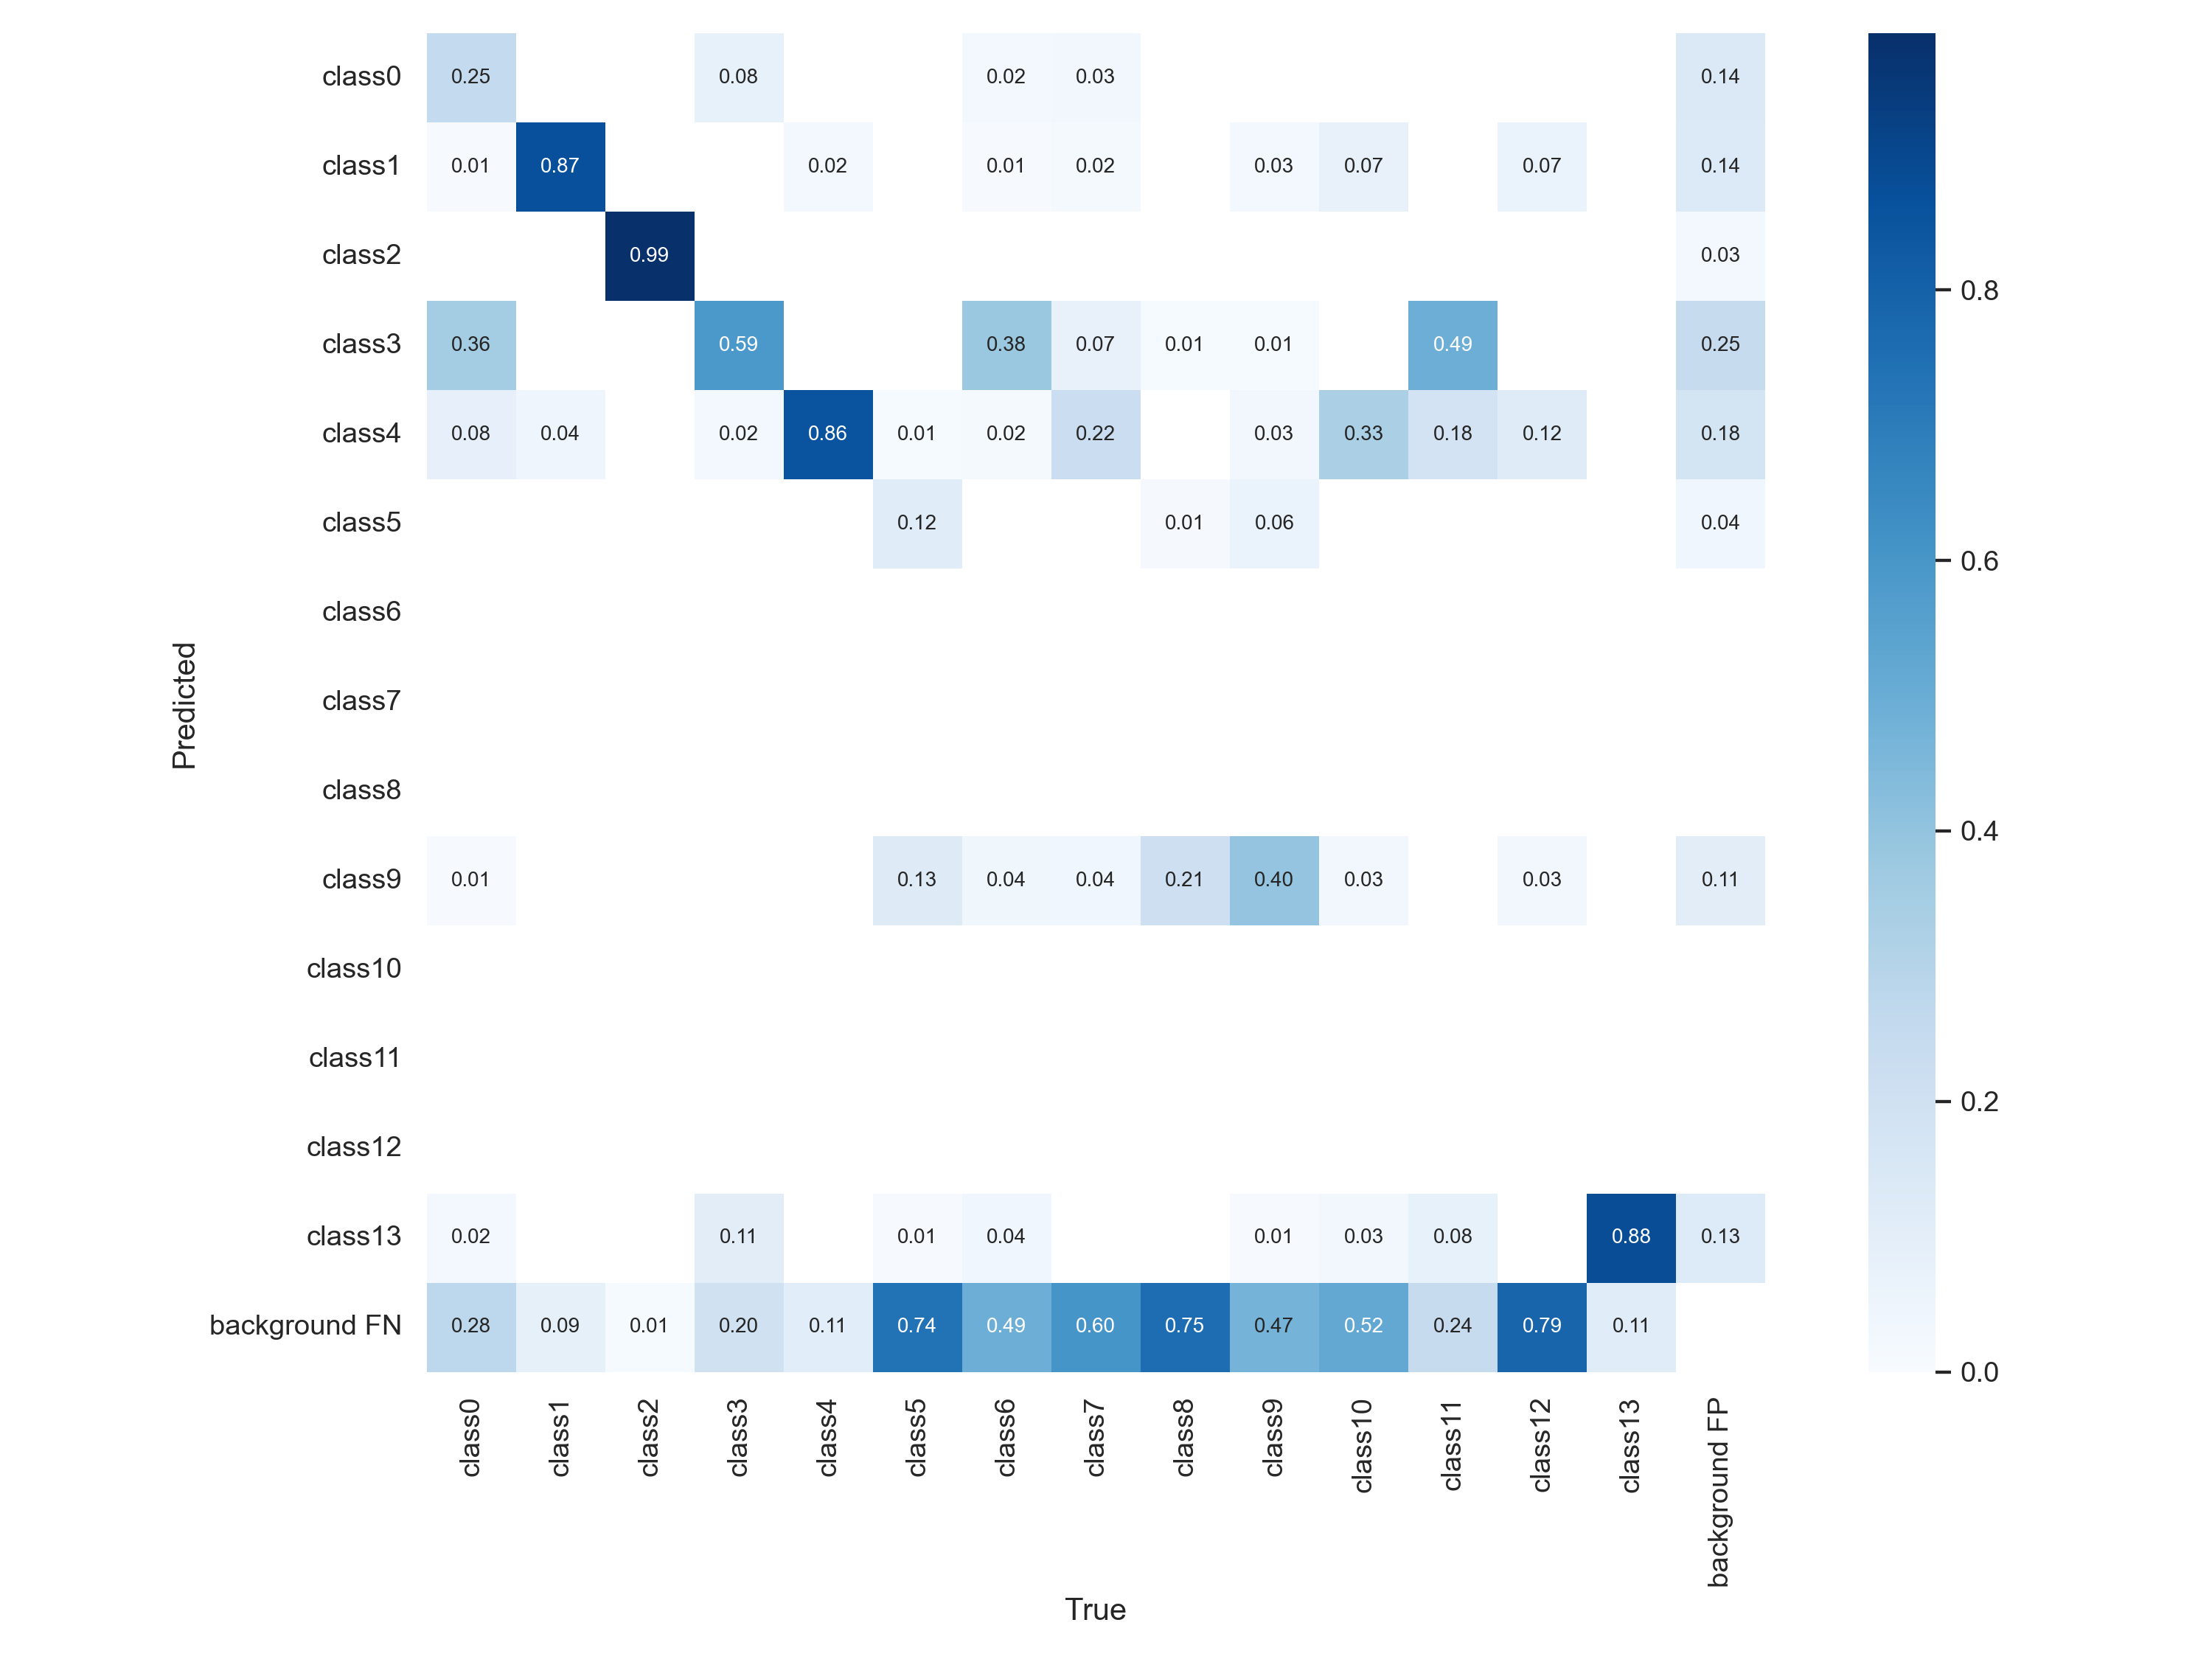 class0 0.25 0.08 0.02 0.03 0.14
class1 0.01 0.87 0.02 0.01 0.02 0.03 0.07 0.07 0.14
class2 0.99 0.03
class3 0.36 0.59 0.38 0.07 0.01 0.01 0.49 0.25
class4 0.08 0.04 0.02 0.86 0.01 0.02 0.22 0.03 0.33 0.18 0.12 0.18
class5 0.12 0.01 0.06 0.04
class6
class7
class8
class9 0.01 0.13 0.04 0.04 0.21 0.40 0.03 0.03 0.11
class10
class11
class12
class13 0.02 0.11 0.01 0.04 0.01 0.03 0.08 0.88 0.13
background FN 0.28 0.09 0.01 0.20 0.11 0.74 0.49 0.60 0.75 0.47 0.52 0.24 0.79 0.11
Predicted
class0 class1 class2 class3 class4 class5 class6 class7 class8 class9 class10 class11 class12 class13 background FP
True
0.8
0.6
0.4
0.2
0.0